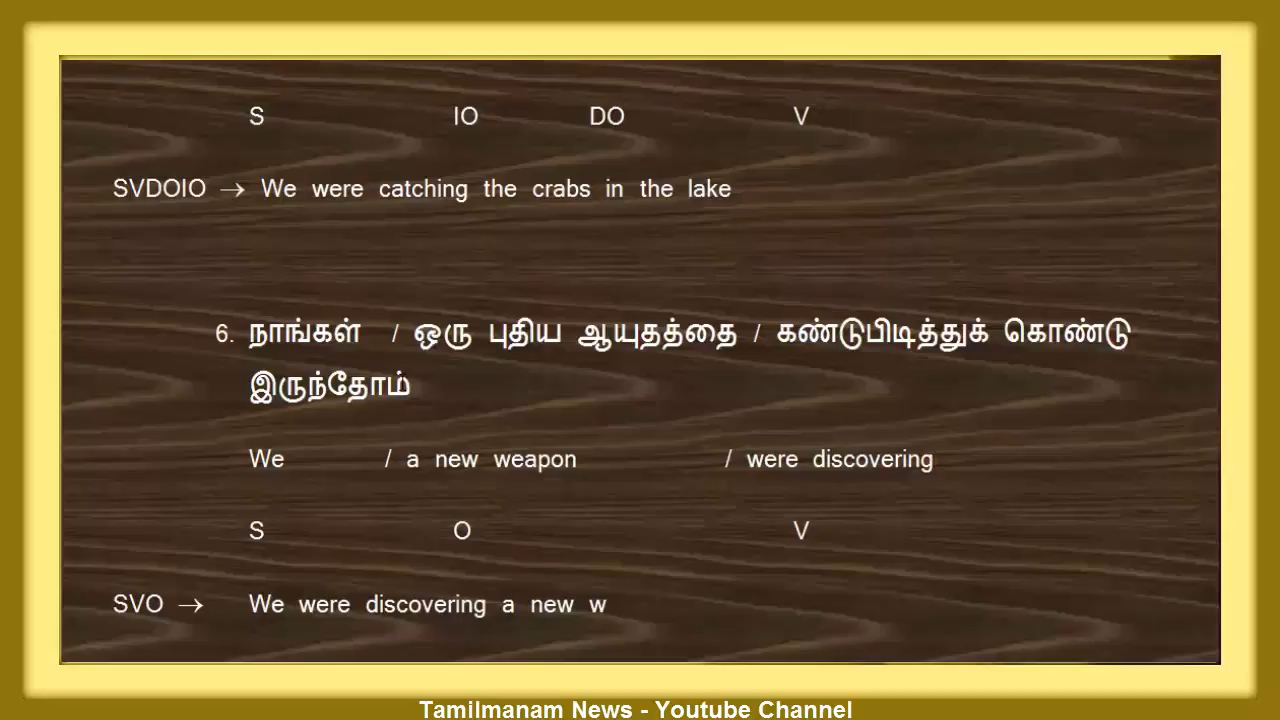 S IO DO V
SVDOIO → We were catching the crabs in the lake
6. நாங்கள் / ஒரு புதிய ஆயுதத்தை / கண்டுபிடித்துக் கொண்டு
இருந்தோம்
We / a new weapon / were discovering
S O V
SVO → We were discovering a new w
Tamilmanam News - Youtube Channel